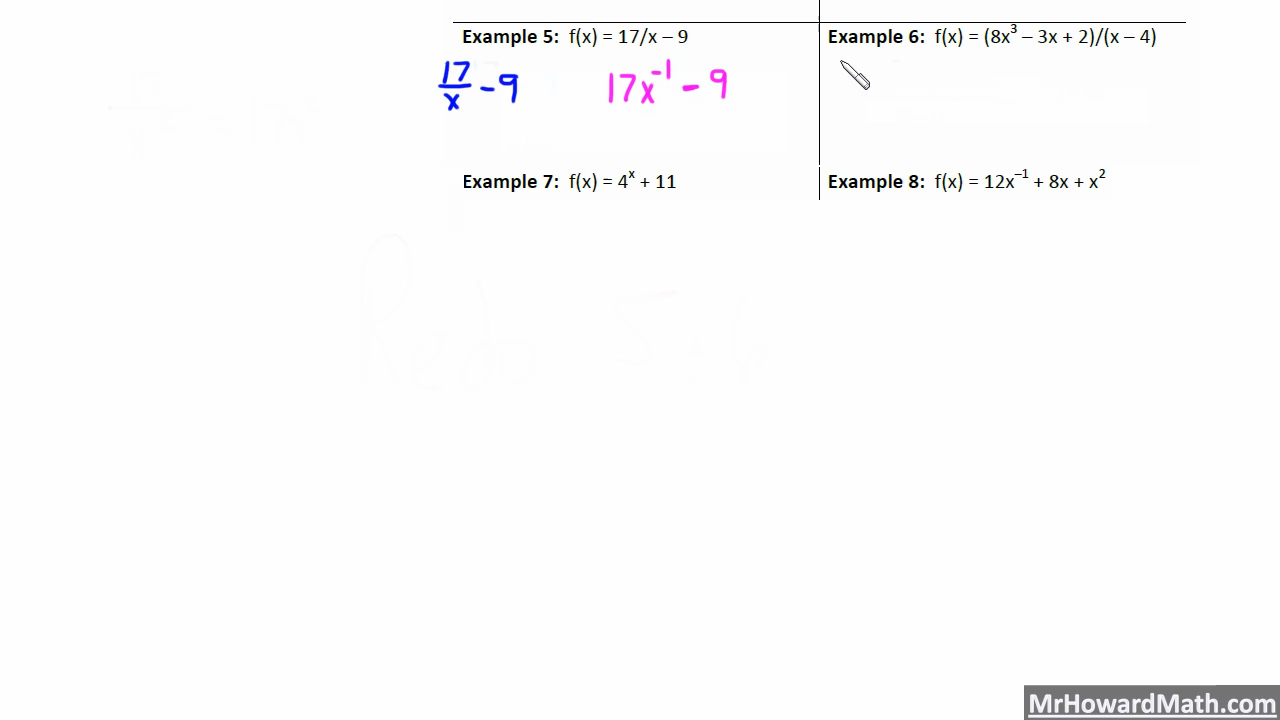 Example 5: f(x) = 17/x – 9
17/x - 9
17x⁻¹ - 9
Example 6: f(x) = (8x³ – 3x + 2)/(x – 4)
Example 7: f(x) = 4ˣ + 11
Example 8: f(x) = 12x⁻¹ + 8x + x²
MrHowardMath.com